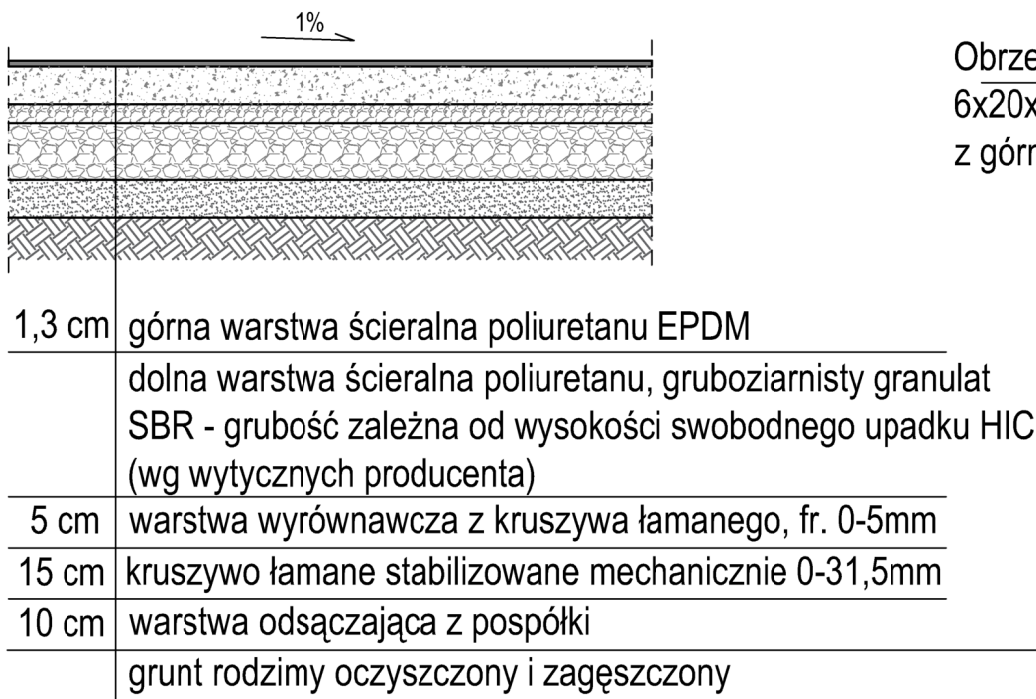 1%
Obrze
6x20x
z górn
1,3 cm górna warstwa ścieralna poliuretanu EPDM
dolna warstwa ścieralna poliuretanu, gruboziarnisty granulat
SBR - grubość zależna od wysokości swobodnego upadku HIC
(wg wytycznych producenta)
5 cm warstwa wyrównawcza z kruszywa łamanego, fr. 0-5mm
15 cm kruszywo łamane stabilizowane mechanicznie 0-31,5mm
10 cm warstwa odsączająca z pospółki
grunt rodzimy oczyszczony i zagęszczony